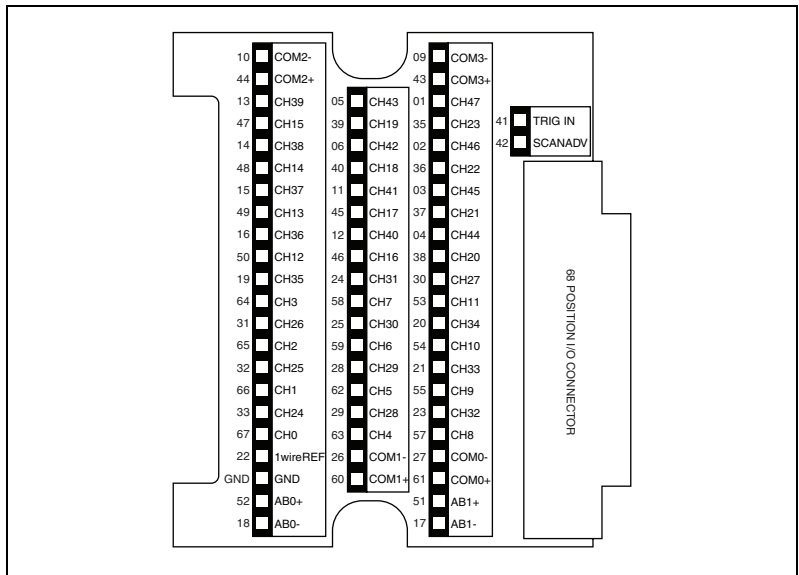 10 COM2-
44 COM2+
13 CH39
47 CH15
14 CH38
48 CH14
15 CH37
49 CH13
16 CH36
50 CH12
19 CH35
64 CH3
31 CH26
65 CH2
32 CH25
66 CH1
33 CH24
67 CH0
22 1wireREF
GND GND
52 AB0+
18 AB0-
05 CH43
39 CH19
06 CH42
40 CH18
11 CH41
45 CH17
12 CH40
46 CH16
24 CH31
58 CH7
25 CH30
59 CH6
28 CH29
62 CH5
29 CH28
63 CH4
26 COM1-
60 COM1+
09 COM3-
43 COM3+
01 CH47
35 CH23
02 CH46
36 CH22
03 CH45
37 CH21
04 CH44
38 CH20
30 CH27
53 CH11
20 CH34
54 CH10
21 CH33
55 CH9
23 CH32
57 CH8
27 COM0-
61 COM0+
51 AB1+
17 AB1-
41 TRIG IN
42 SCANADV
68 POSITION I/O CONNECTOR